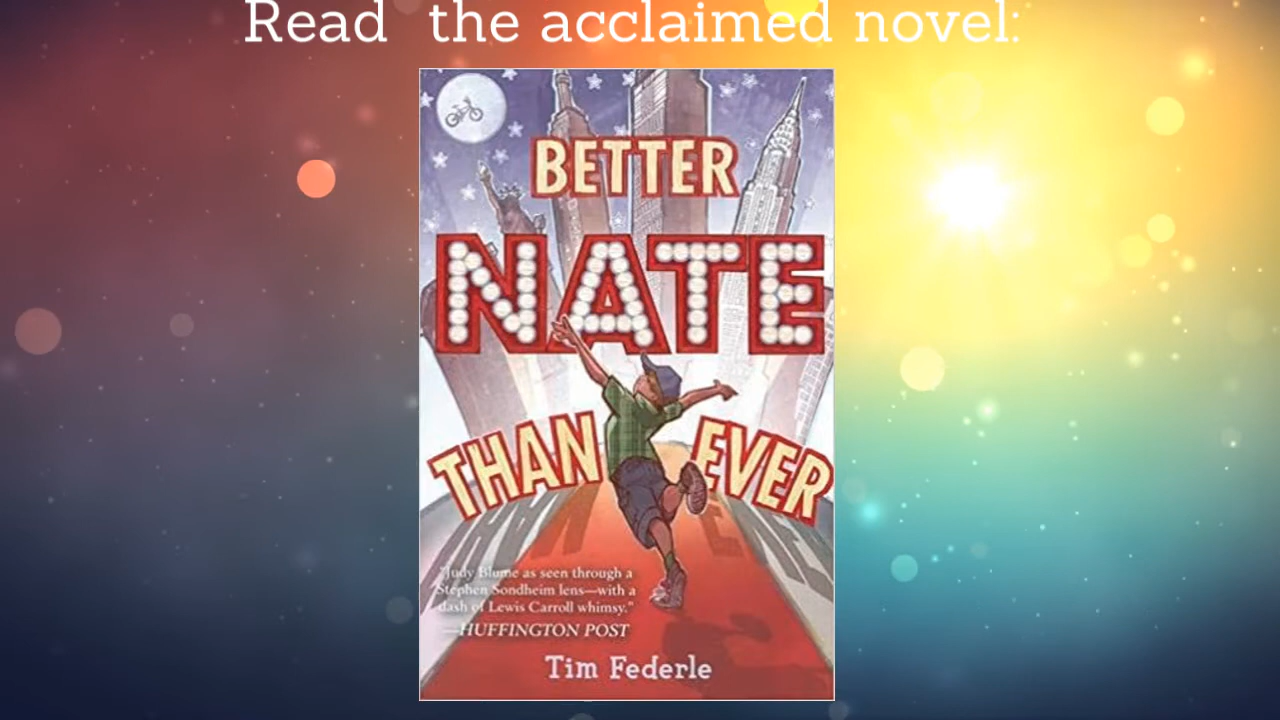 Read  the acclaimed novel:
BETTER
NATE
THAN EVER
"Judy Blume as seen through a
Stephen Sondheim lens—with a
dash of Lewis Carroll whimsy."
—HUFFINGTON POST
Tim Federle